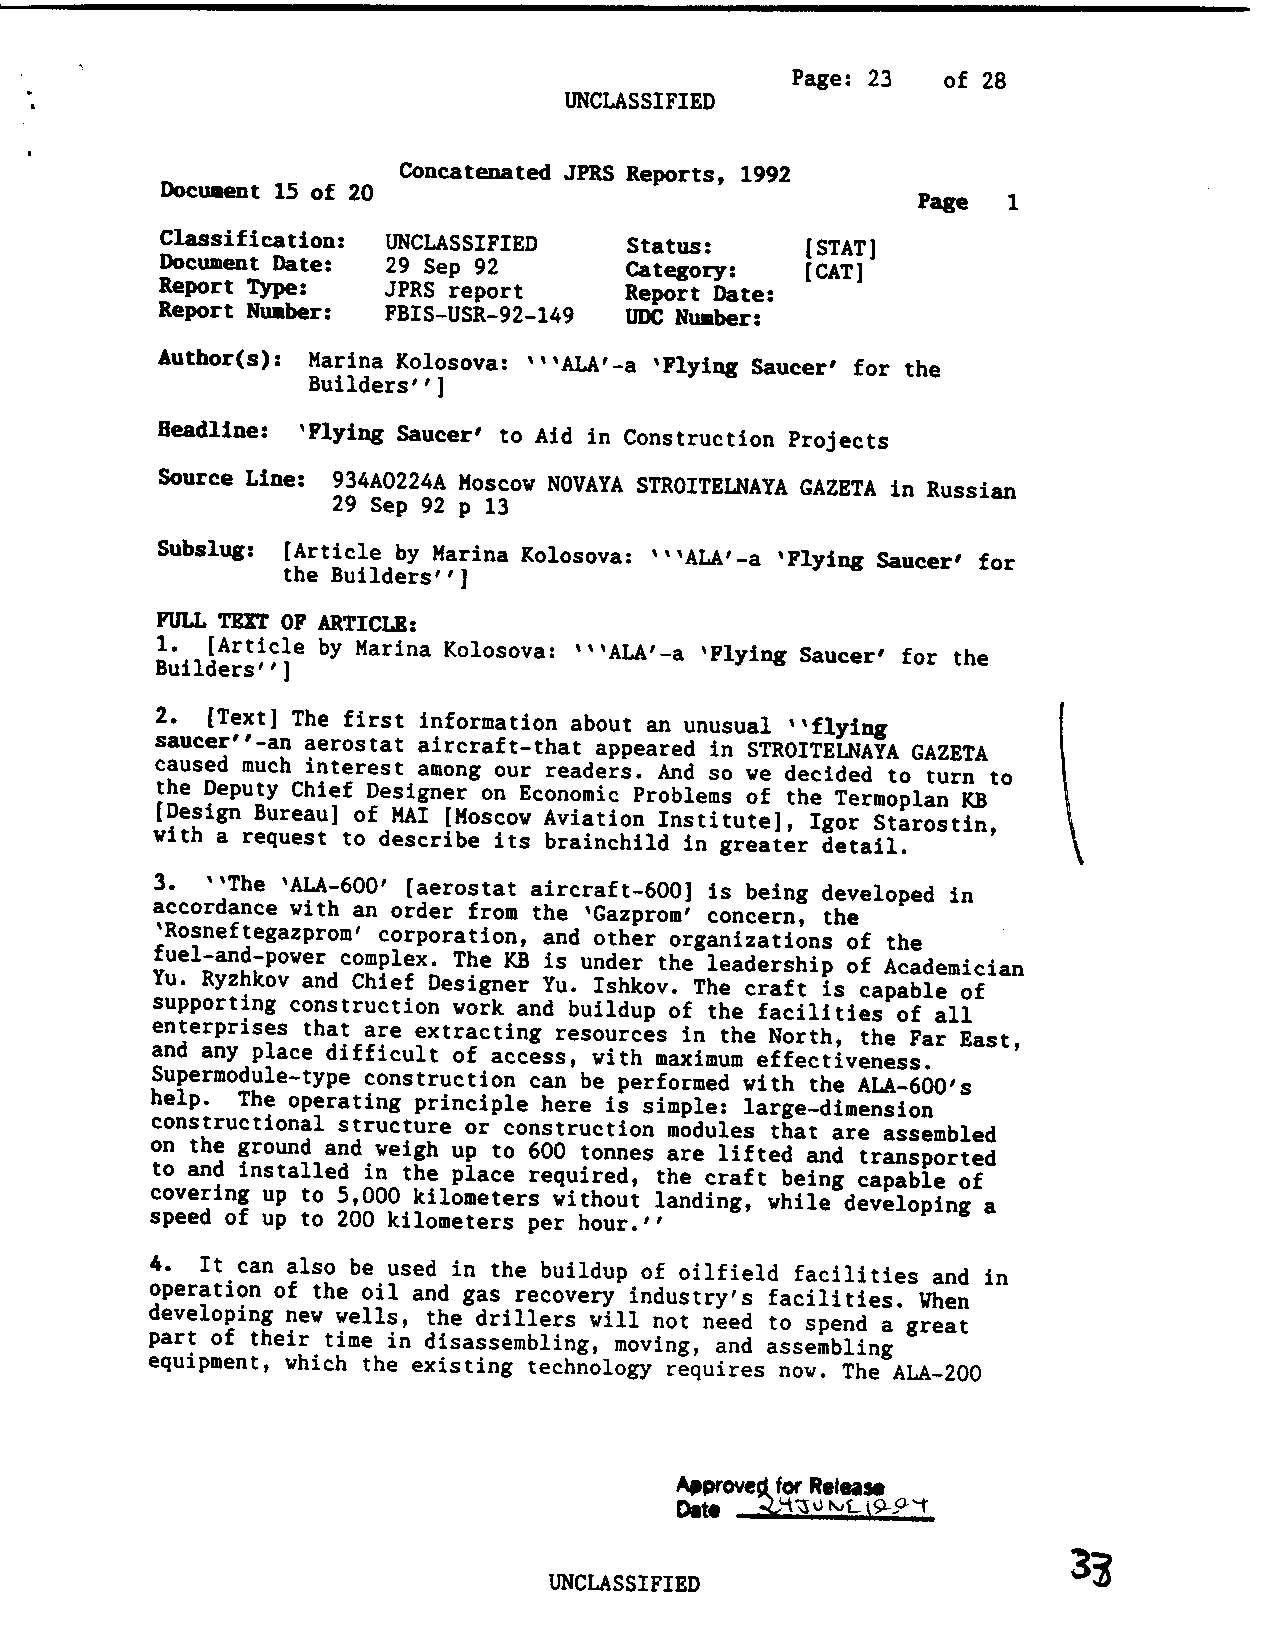 Page: 23 of 28
UNCLASSIFIED
Concatenated JPRS Reports, 1992
Document 15 of 20
Page 1
Classification: UNCLASSIFIED Status: [STAT]
Document Date: 29 Sep 92 Category: [CAT]
Report Type: JPRS report Report Date:
Report Number: FBIS-USR-92-149 UDC Number:
Author(s): Marina Kolosova: ```ALA'-a `Flying Saucer' for the
Builders'']
Headline: `Flying Saucer' to Aid in Construction Projects
Source Line: 934A0224A Moscow NOVAYA STROITELNAYA GAZETA in Russian
29 Sep 92 p 13
Subslug: [Article by Marina Kolosova: ```ALA'-a `Flying Saucer' for
the Builders'']
FULL TEXT OF ARTICLE:
1. [Article by Marina Kolosova: ```ALA'-a `Flying Saucer' for the
Builders'']
2. [Text] The first information about an unusual ``flying
saucer''-an aerostat aircraft-that appeared in STROITELNAYA GAZETA
caused much interest among our readers. And so we decided to turn to
the Deputy Chief Designer on Economic Problems of the Termoplan KB
[Design Bureau] of MAI [Moscow Aviation Institute], Igor Starostin,
with a request to describe its brainchild in greater detail.
3. ``The `ALA-600' [aerostat aircraft-600] is being developed in
accordance with an order from the `Gazprom' concern, the
`Rosneftegazprom' corporation, and other organizations of the
fuel-and-power complex. The KB is under the leadership of Academician
Yu. Ryzhkov and Chief Designer Yu. Ishkov. The craft is capable of
supporting construction work and buildup of the facilities of all
enterprises that are extracting resources in the North, the Far East,
and any place difficult of access, with maximum effectiveness.
Supermodule-type construction can be performed with the ALA-600's
help. The operating principle here is simple: large-dimension
constructional structure or construction modules that are assembled
on the ground and weigh up to 600 tonnes are lifted and transported
to and installed in the place required, the craft being capable of
covering up to 5,000 kilometers without landing, while developing a
speed of up to 200 kilometers per hour.''
4. It can also be used in the buildup of oilfield facilities and in
operation of the oil and gas recovery industry's facilities. When
developing new wells, the drillers will not need to spend a great
part of their time in disassembling, moving, and assembling
equipment, which the existing technology requires now. The ALA-200
Approved for Release
Date 24 JUNE 1994
33
UNCLASSIFIED